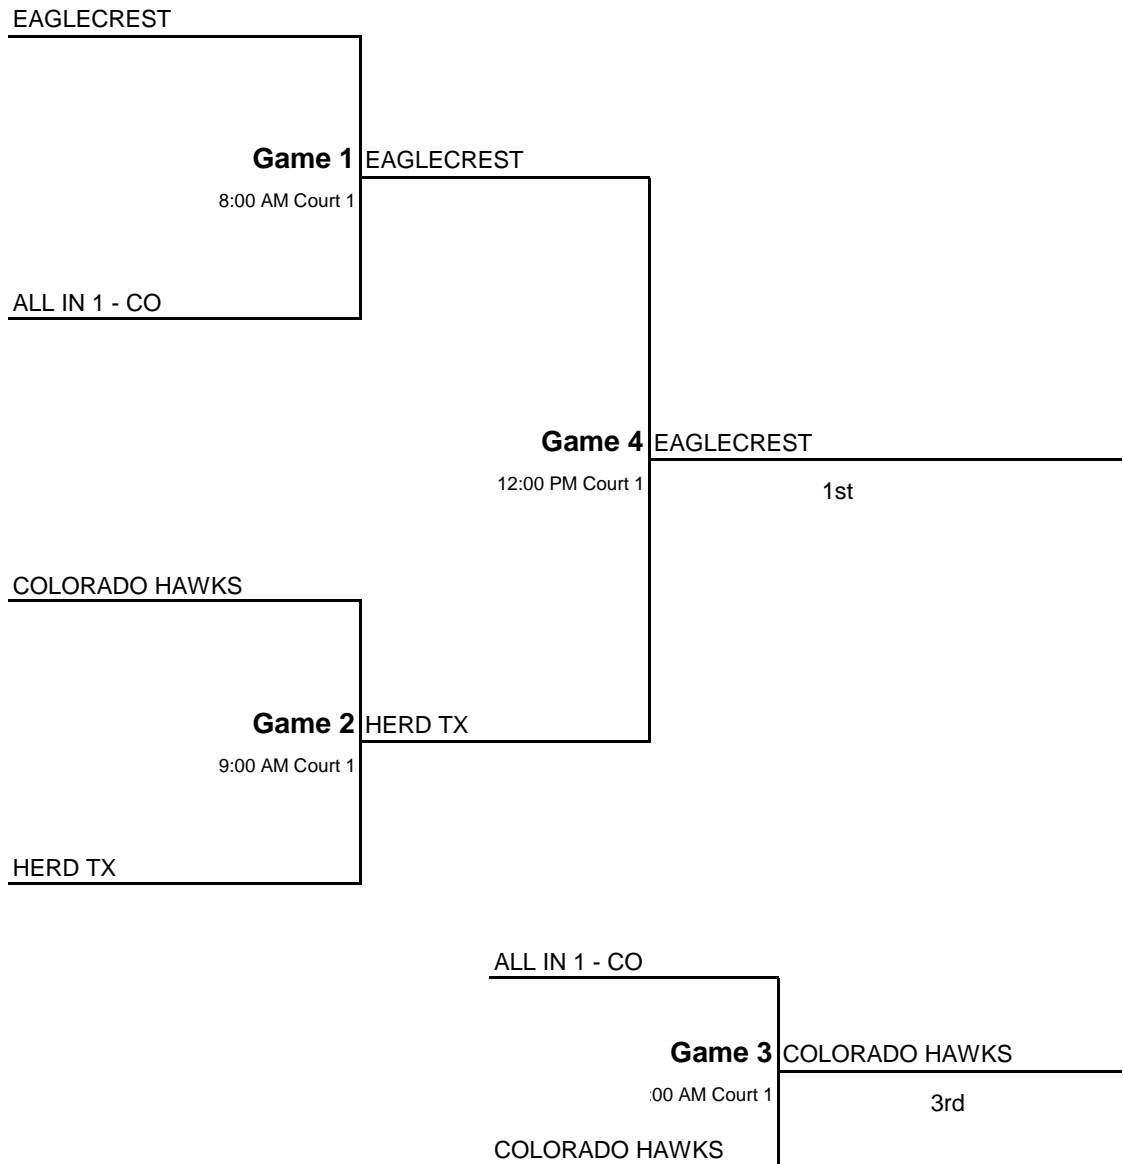 EAGLECREST
Game 1 EAGLECREST
8:00 AM Court 1
ALL IN 1 - CO
Game 4 EAGLECREST
12:00 PM Court 1
1st
COLORADO HAWKS
Game 2 HERD TX
9:00 AM Court 1
HERD TX
ALL IN 1 - CO
Game 3 COLORADO HAWKS
:00 AM Court 1
3rd
COLORADO HAWKS